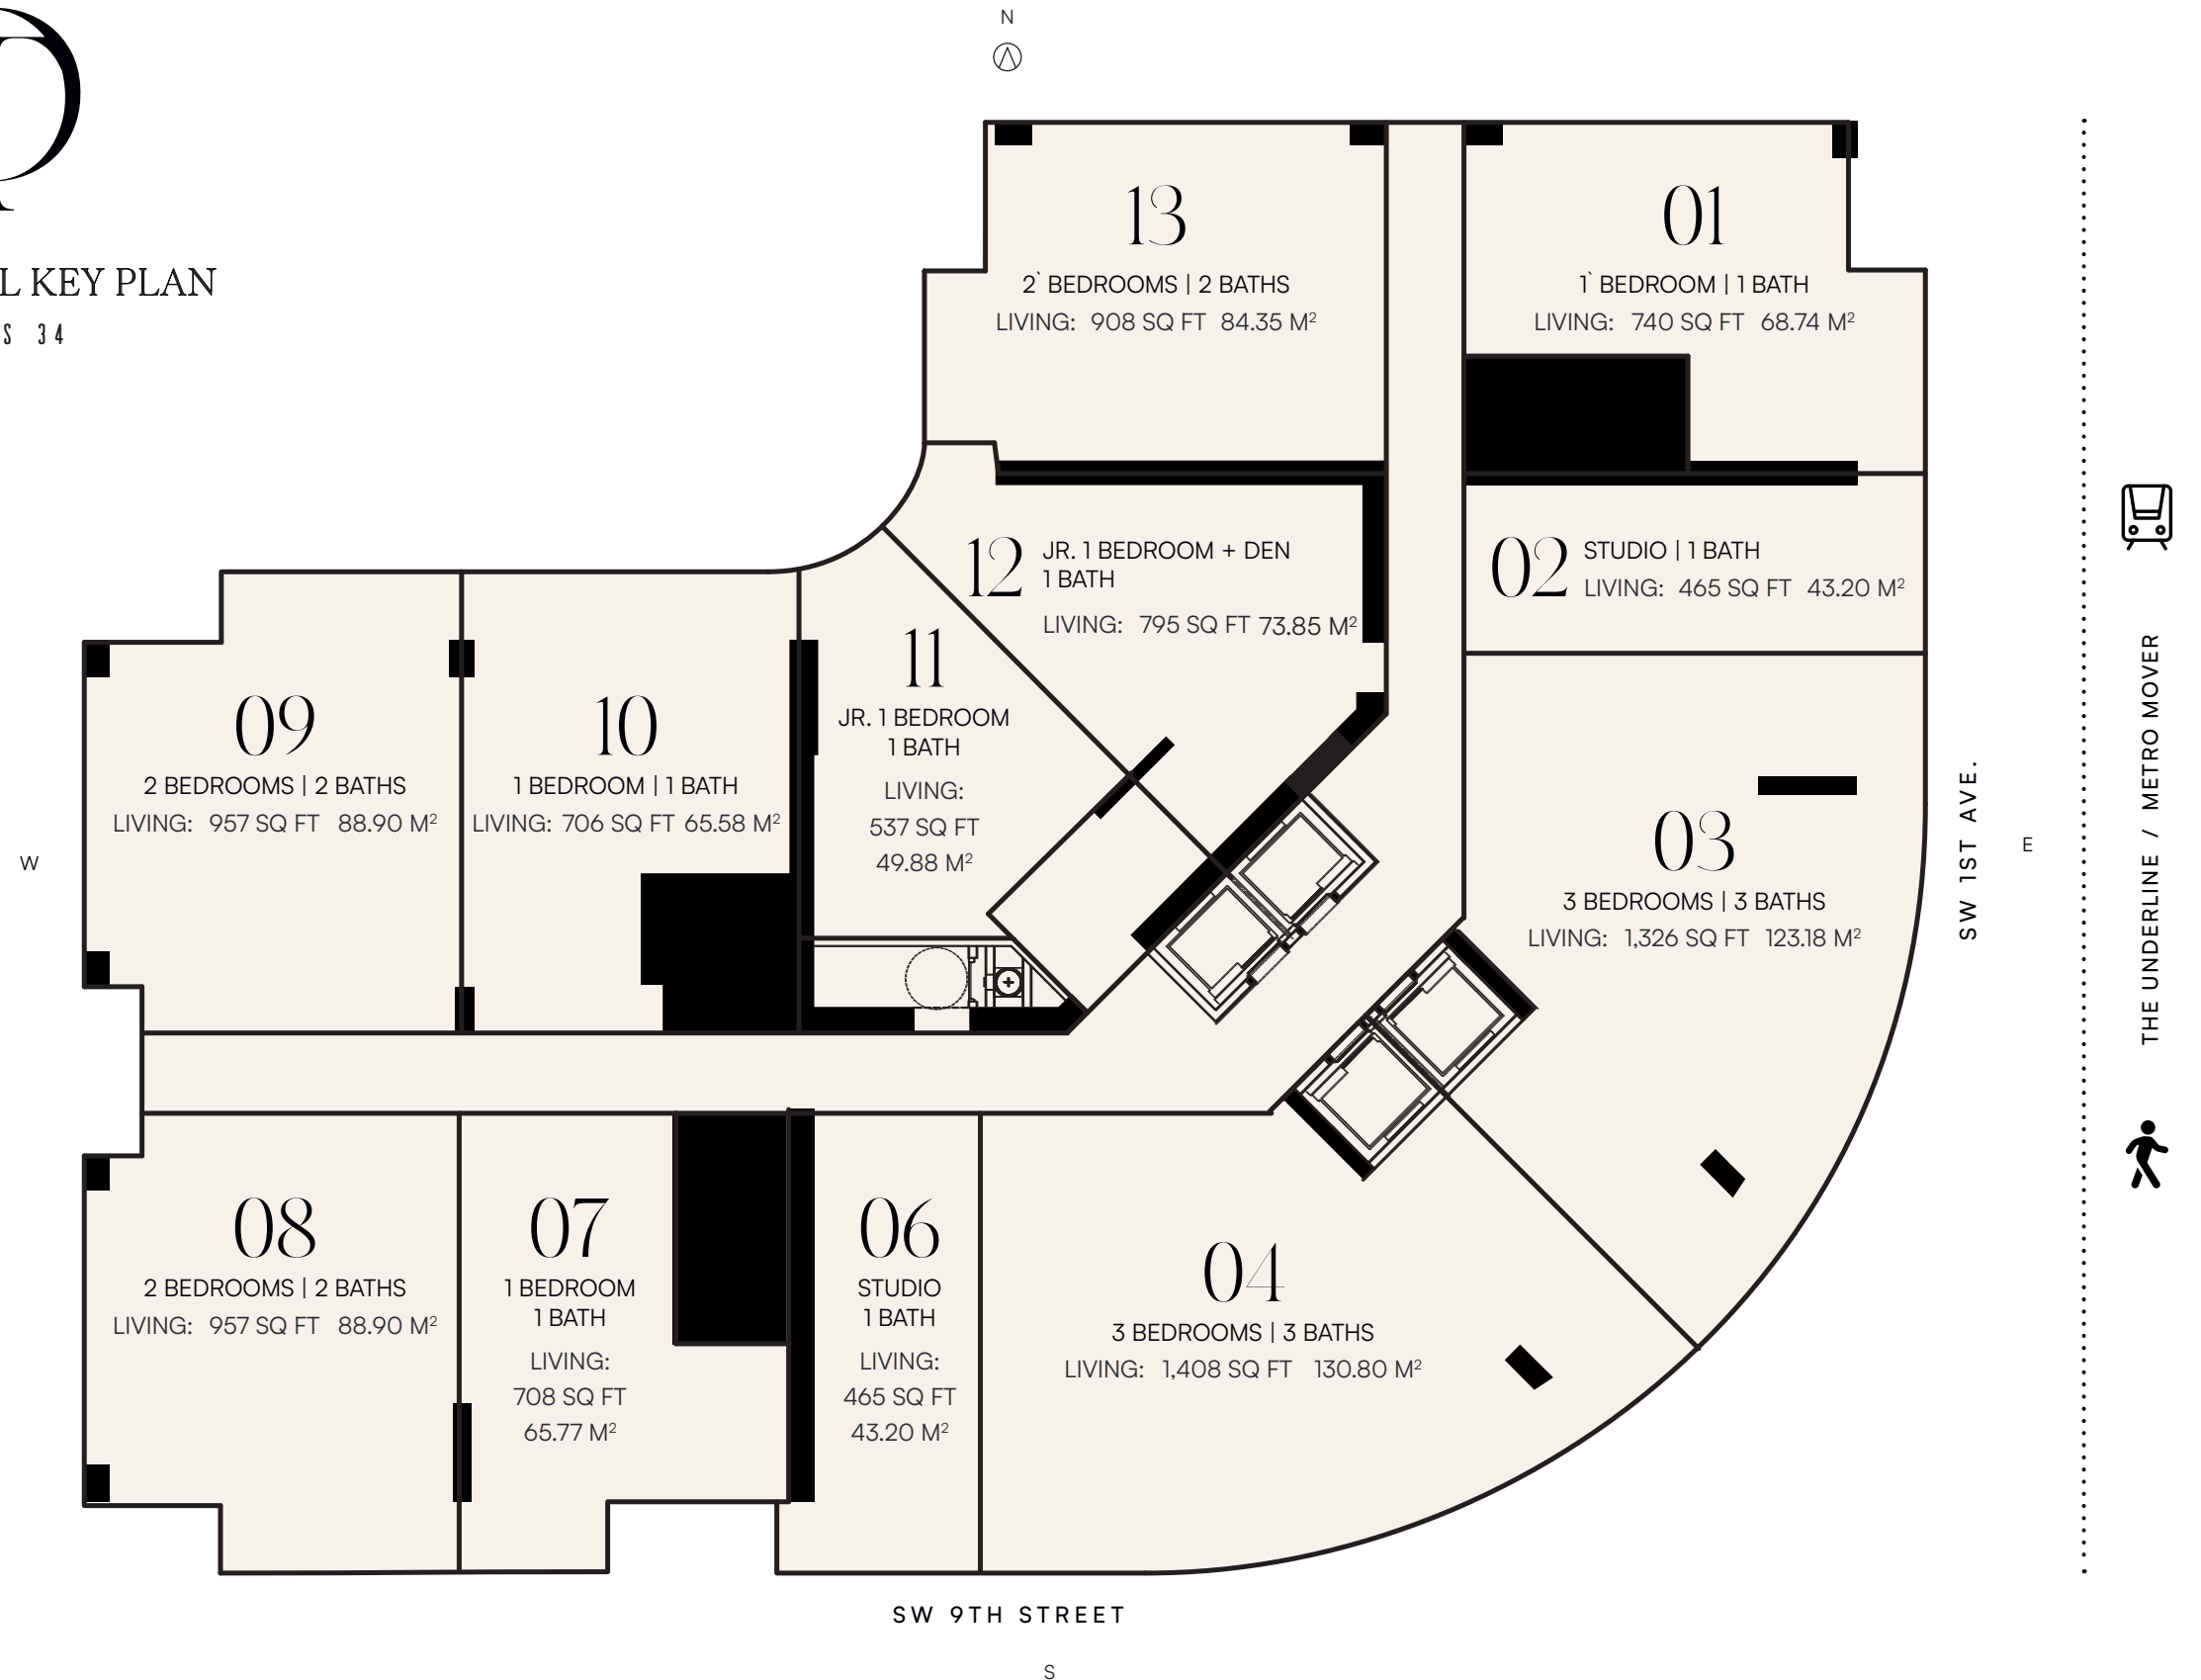 N
L KEY PLAN
S 34
13
2` BEDROOMS | 2 BATHS
LIVING: 908 SQ FT 84.35 M²
01
1` BEDROOM | 1 BATH
LIVING: 740 SQ FT 68.74 M²
12
JR. 1 BEDROOM + DEN
1 BATH
LIVING: 795 SQ FT 73.85 M²
02
STUDIO | 1 BATH
LIVING: 465 SQ FT 43.20 M²
09
2 BEDROOMS | 2 BATHS
LIVING: 957 SQ FT 88.90 M²
10
1 BEDROOM | 1 BATH
LIVING: 706 SQ FT 65.58 M²
11
JR. 1 BEDROOM
1 BATH
LIVING:
537 SQ FT
49.88 M²
03
3 BEDROOMS | 3 BATHS
LIVING: 1,326 SQ FT 123.18 M²
W
E
SW 1ST AVE.
THE UNDERLINE / METRO MOVER
08
2 BEDROOMS | 2 BATHS
LIVING: 957 SQ FT 88.90 M²
07
1 BEDROOM
1 BATH
LIVING:
708 SQ FT
65.77 M²
06
STUDIO
1 BATH
LIVING:
465 SQ FT
43.20 M²
04
3 BEDROOMS | 3 BATHS
LIVING: 1,408 SQ FT 130.80 M²
SW 9TH STREET
S